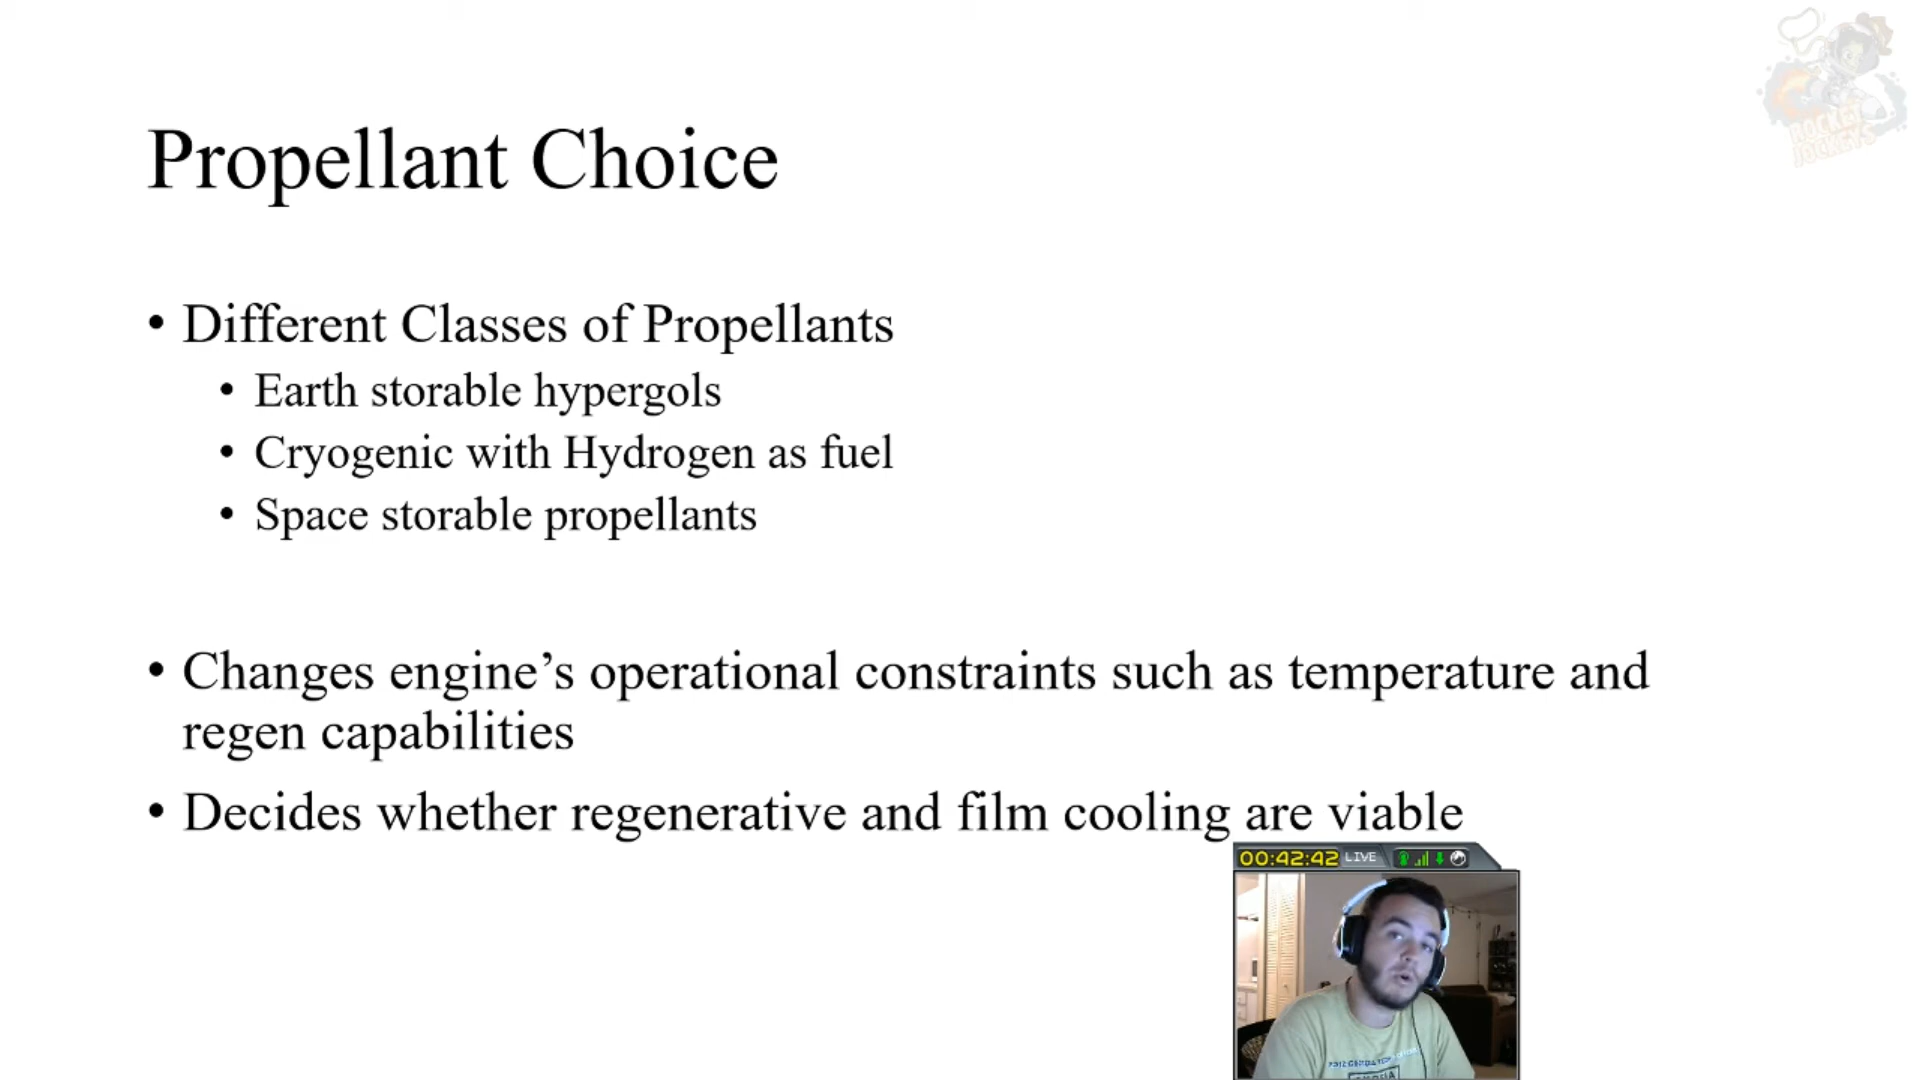 ROCKET
JOCKEYS
Propellant Choice
• Different Classes of Propellants
• Earth storable hypergols
• Cryogenic with Hydrogen as fuel
• Space storable propellants
• Changes engine’s operational constraints such as temperature and
regen capabilities
• Decides whether regenerative and film cooling are viable
00:42:42 LIVE